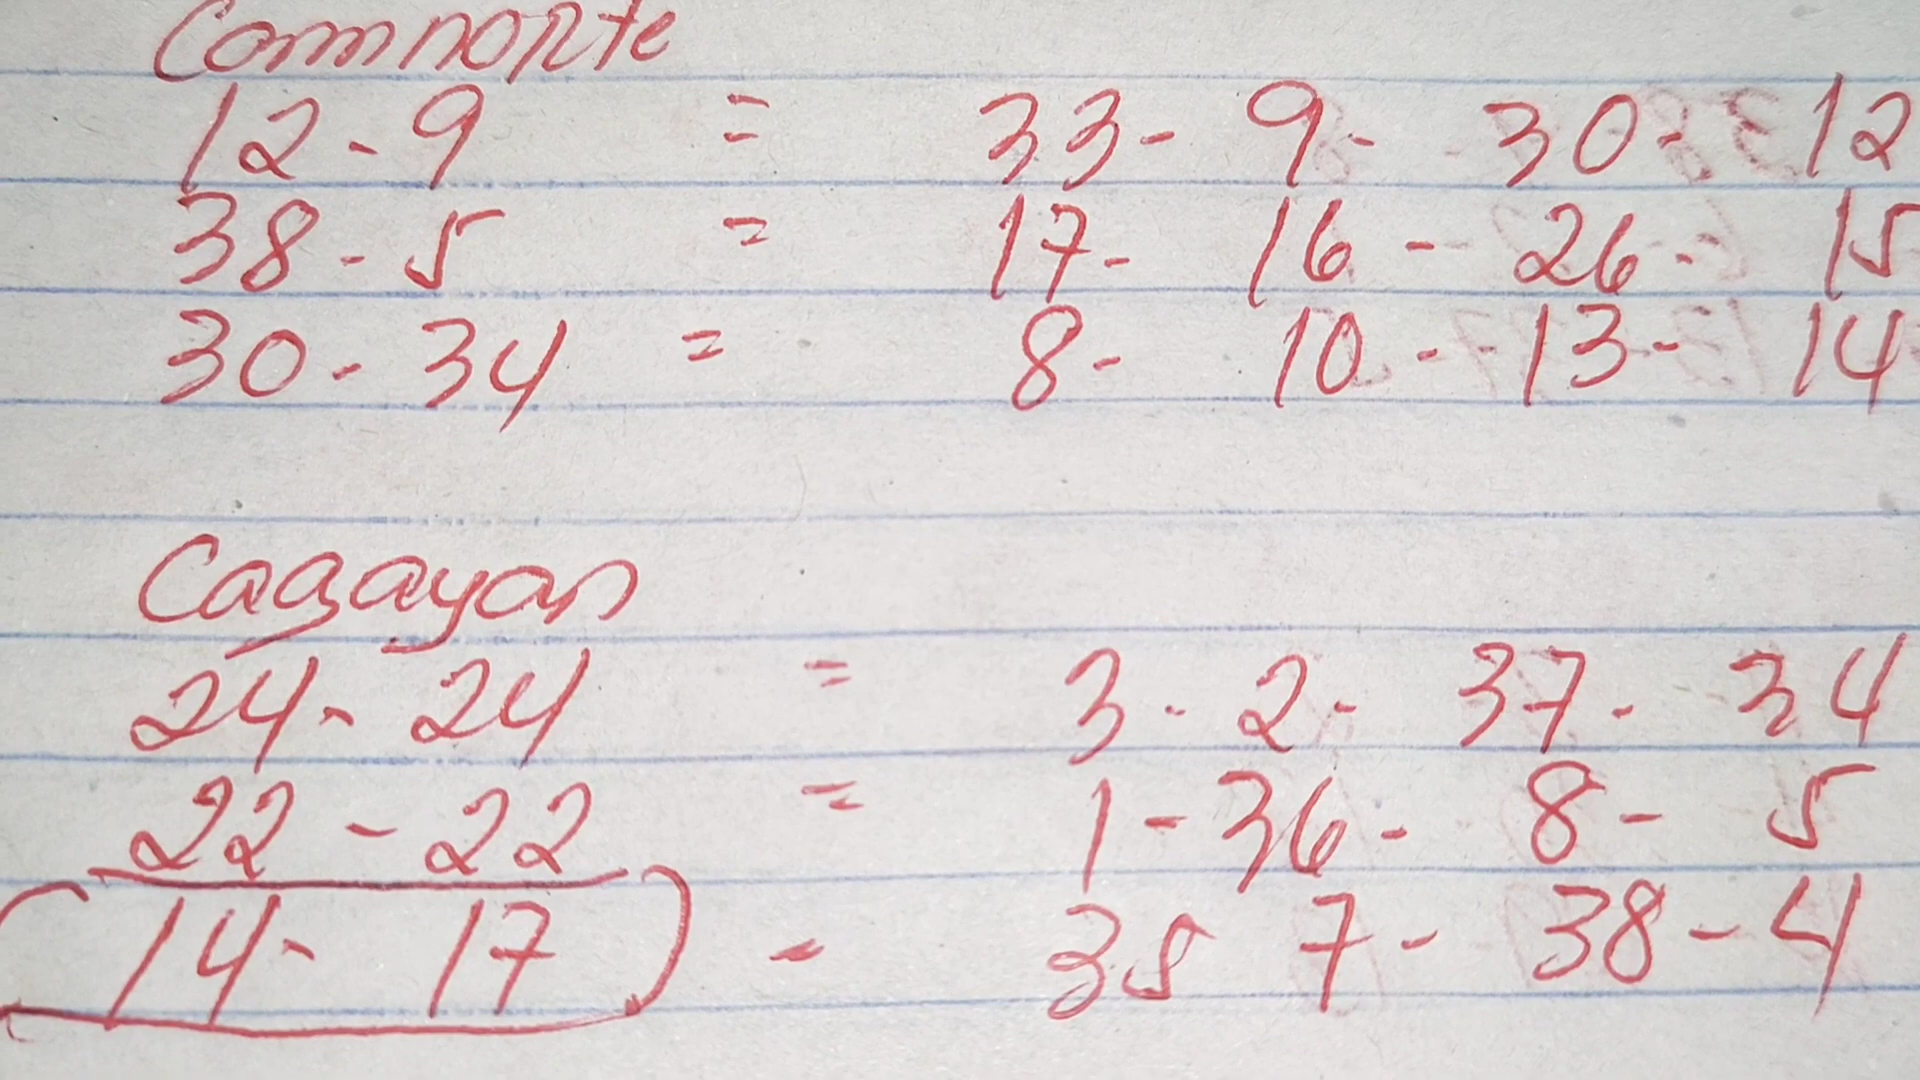 Camnorte
12 - 9 = 33 - 9 - 30 - 12
38 - 5 = 17 - 16 - 26 - 15
30 - 34 = 8 - 10 - 13 - 14
Cagayan
24 - 24 = 3 - 2 - 37 - 34
22 - 22 = 1 - 36 - 8 - 5
14 - 17 - 35 7 - 38 - 4